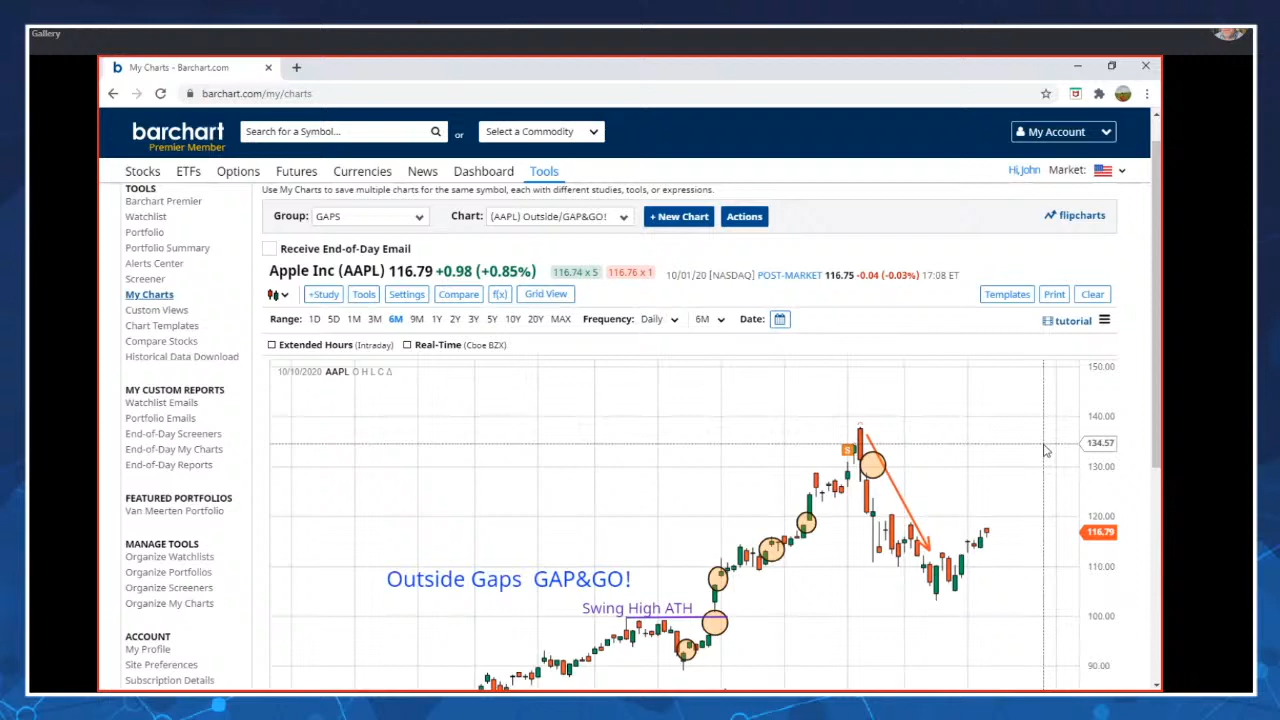 Gallery
My Charts - Barchart.com
barchart.com/my/charts
barchart
Premier Member
Search for a Symbol...
or
Select a Commodity
My Account
Stocks ETFs Options Futures Currencies News Dashboard Tools
Hi, John Market:
TOOLS
Barchart Premier
Watchlist
Portfolio
Portfolio Summary
Alerts Center
Screener
My Charts
Custom Views
Chart Templates
Compare Stocks
Historical Data Download
MY CUSTOM REPORTS
Watchlist Emails
Portfolio Emails
End-of-Day Screeners
End-of-Day My Charts
End-of-Day Reports
FEATURED PORTFOLIOS
Van Meerten Portfolio
MANAGE TOOLS
Organize Watchlists
Organize Portfolios
Organize Screeners
Organize My Charts
ACCOUNT
My Profile
Site Preferences
Subscription Details
Use My Charts to save multiple charts for the same symbol, each with different studies, tools, or expressions.
Group: GAPS Chart: (AAPL) Outside/GAP&GO! + New Chart Actions flipcharts
Receive End-of-Day Email
Apple Inc (AAPL) 116.79 +0.98 (+0.85%) 116.74 x 5 116.76 x 1 10/01/20 [NASDAQ] POST-MARKET 116.75 -0.04 (-0.03%) 17:08 ET
+Study Tools Settings Compare f(x) Grid View Templates Print Clear
Range: 1D 5D 1M 3M 6M 9M 1Y 2Y 3Y 5Y 10Y 20Y MAX Frequency: Daily 6M Date: tutorial
Extended Hours (Intraday) Real-Time (Cboe BZX)
10/10/2020 AAPL O H L C Δ
150.00
140.00
134.57
130.00
120.00
116.79
110.00
100.00
90.00
S
Outside Gaps GAP&GO!
Swing High ATH